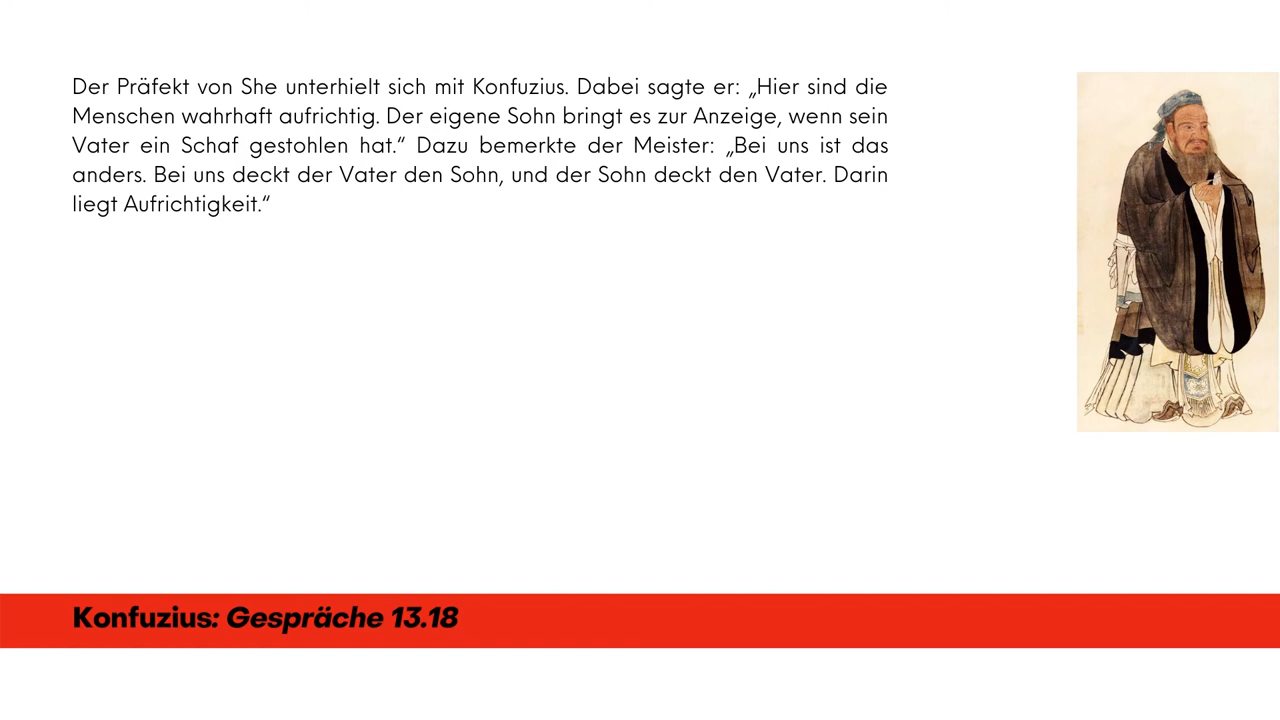 Der Präfekt von She unterhielt sich mit Konfuzius. Dabei sagte er: „Hier sind die
Menschen wahrhaft aufrichtig. Der eigene Sohn bringt es zur Anzeige, wenn sein
Vater ein Schaf gestohlen hat.“ Dazu bemerkte der Meister: „Bei uns ist das
anders. Bei uns deckt der Vater den Sohn, und der Sohn deckt den Vater. Darin
liegt Aufrichtigkeit.“
Konfuzius: Gespräche 13.18